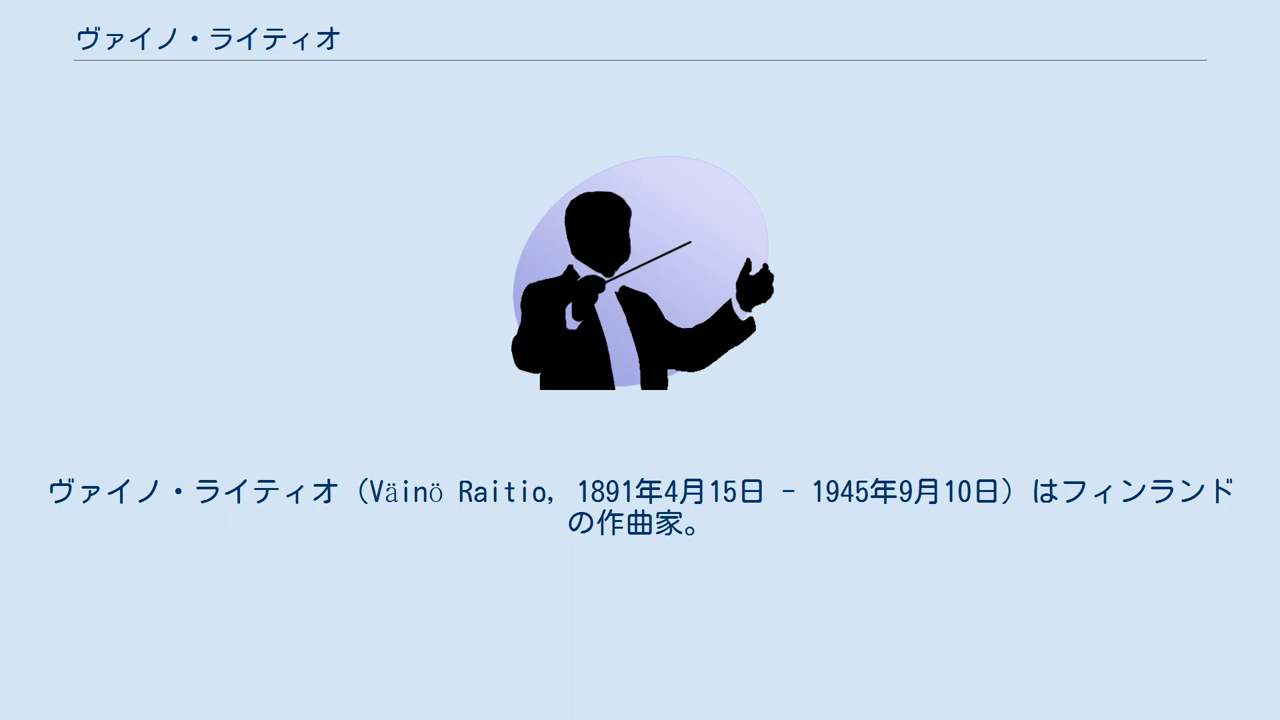 ヴァイノ・ライティオ
ヴァイノ・ライティオ（Väinö Raitio, 1891年4月15日 - 1945年9月10日）はフィンランド
の作曲家。